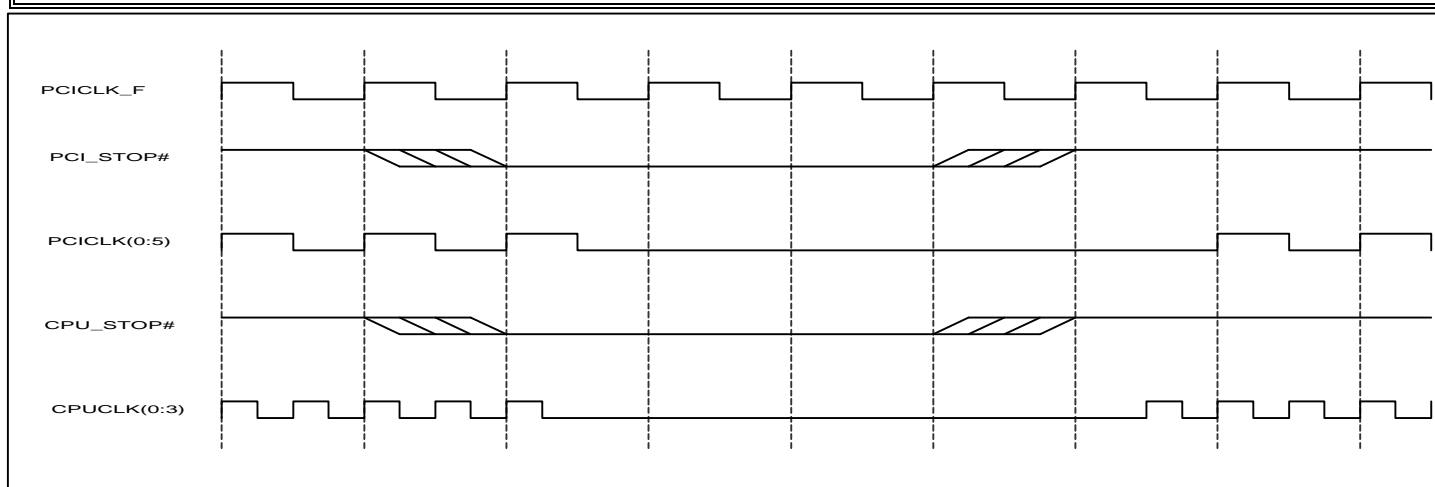 PCICLK_F
PCI_STOP#
PCICLK(0:5)
CPU_STOP#
CPUCLK(0:3)